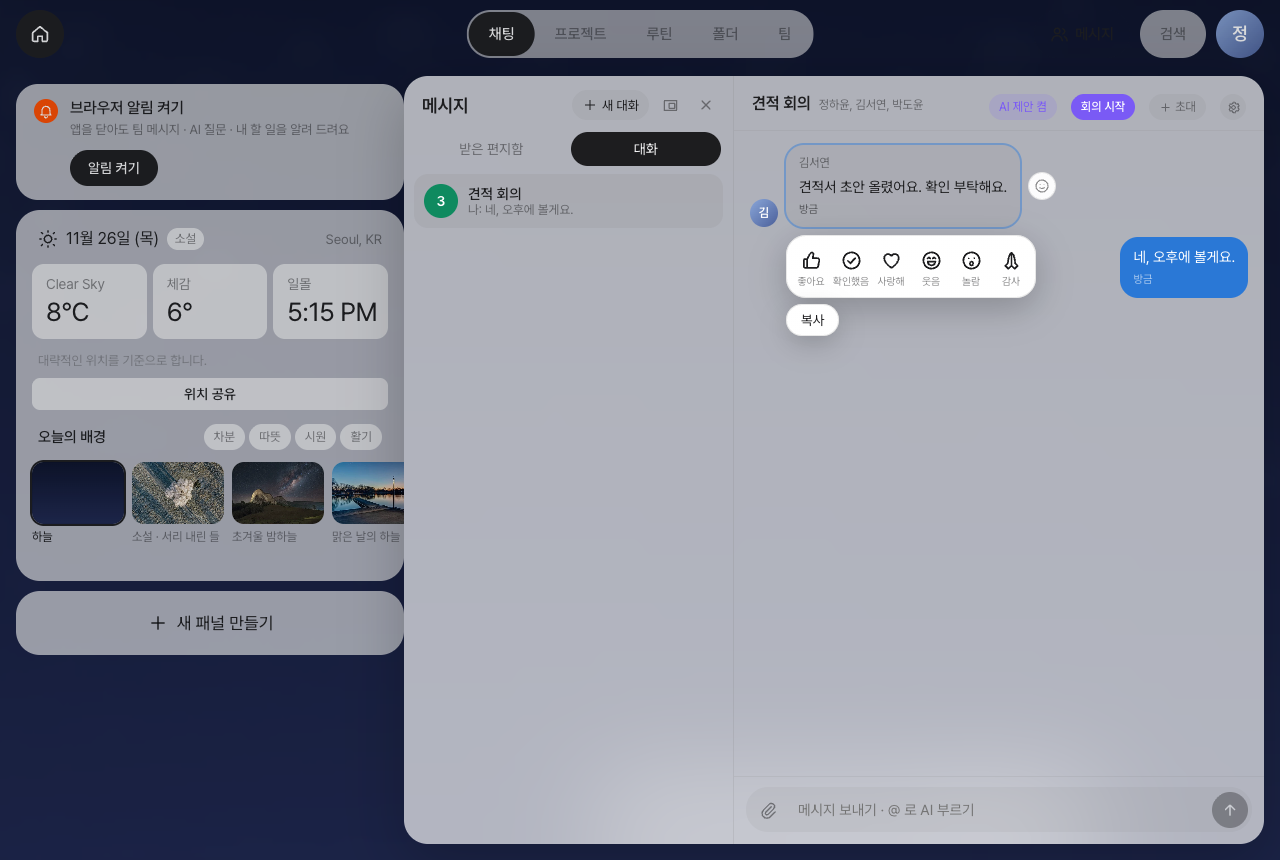 채팅
프로젝트
루틴
폴더
팀
메시지
검색
정
브라우저 알림 켜기
앱을 닫아도 팀 메시지 · AI 질문 · 내 할 일을 알려 드려요
알림 켜기
11월 26일 (목)
소설
Seoul, KR
Clear Sky
8°C
체감
6°
일몰
5:15 PM
대략적인 위치를 기준으로 합니다.
위치 공유
오늘의 배경
차분
따뜻
시원
활기
하늘
소설 · 서리 내린 들
초겨울 밤하늘
맑은 날의 하늘
새 패널 만들기
메시지
새 대화
받은 편지함
대화
3
견적 회의
나: 네, 오후에 볼게요.
견적 회의
정하윤, 김서연, 박도윤
AI 제안 켬
회의 시작
초대
김서연
견적서 초안 올렸어요. 확인 부탁해요.
방금
김
좋아요
확인했음
사랑해
웃음
놀람
감사
복사
네, 오후에 볼게요.
방금
메시지 보내기 · @ 로 AI 부르기